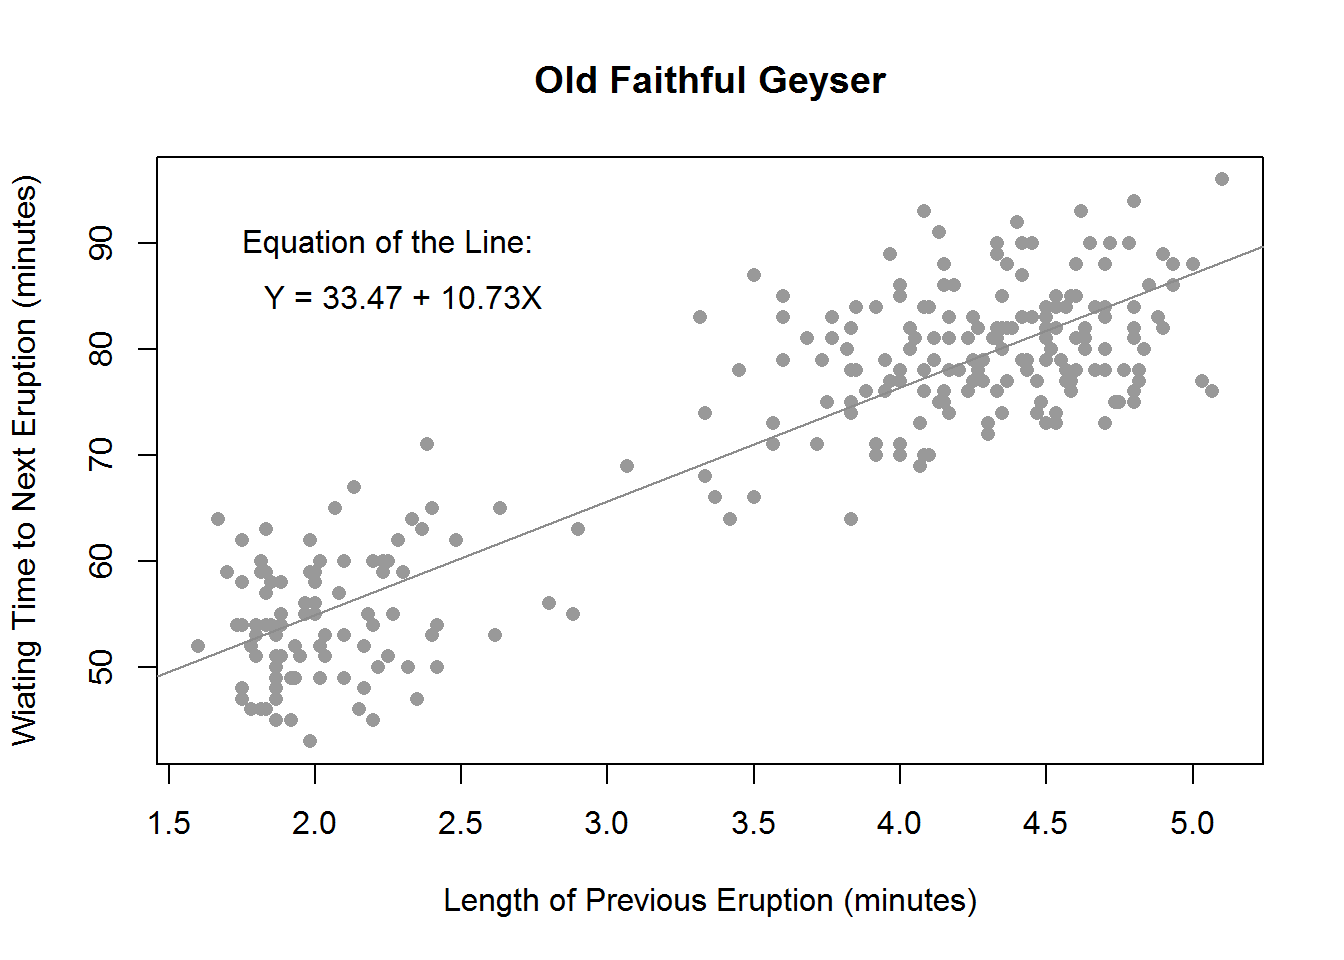 Old Faithful Geyser
Equation of the Line:
Y = 33.47 + 10.73X
Wiating Time to Next Eruption (minutes)
90
80
70
60
50
1.5 2.0 2.5 3.0 3.5 4.0 4.5 5.0
Length of Previous Eruption (minutes)